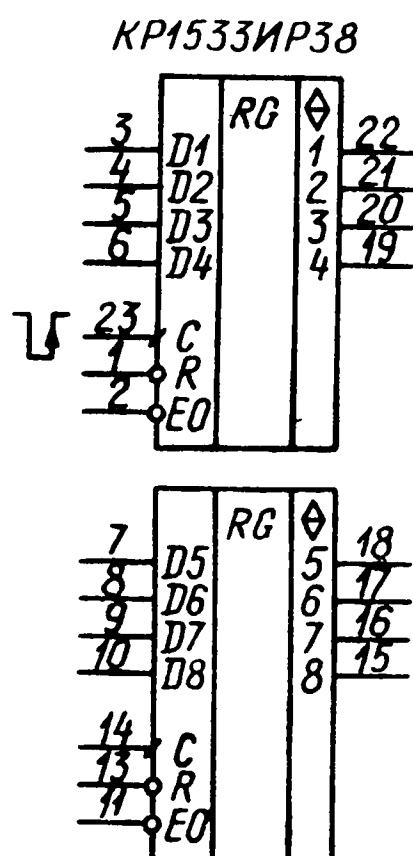 КР1533ИР38
RG
3 D1 1 22
4 D2 2 21
5 D3 3 20
6 D4 4 19
23 C
1 R
2 EO
RG
7 D5 5 18
8 D6 6 17
9 D7 7 16
10 D8 8 15
14 C
13 R
11 EO